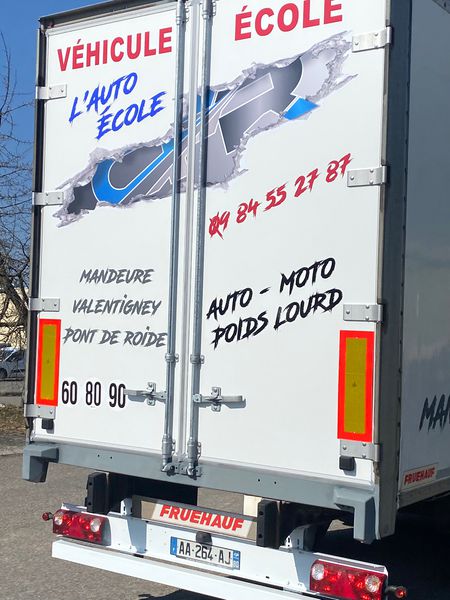 VÉHICULE ÉCOLE
L'AUTO
ÉCOLE
09 84 55 27 87
MANDEURE
VALENTIGNEY
PONT DE ROIDE
AUTO - MOTO
POIDS LOURD
60 80 90
FRUEHAUF
FRUEHAUF
AA-264-AJ